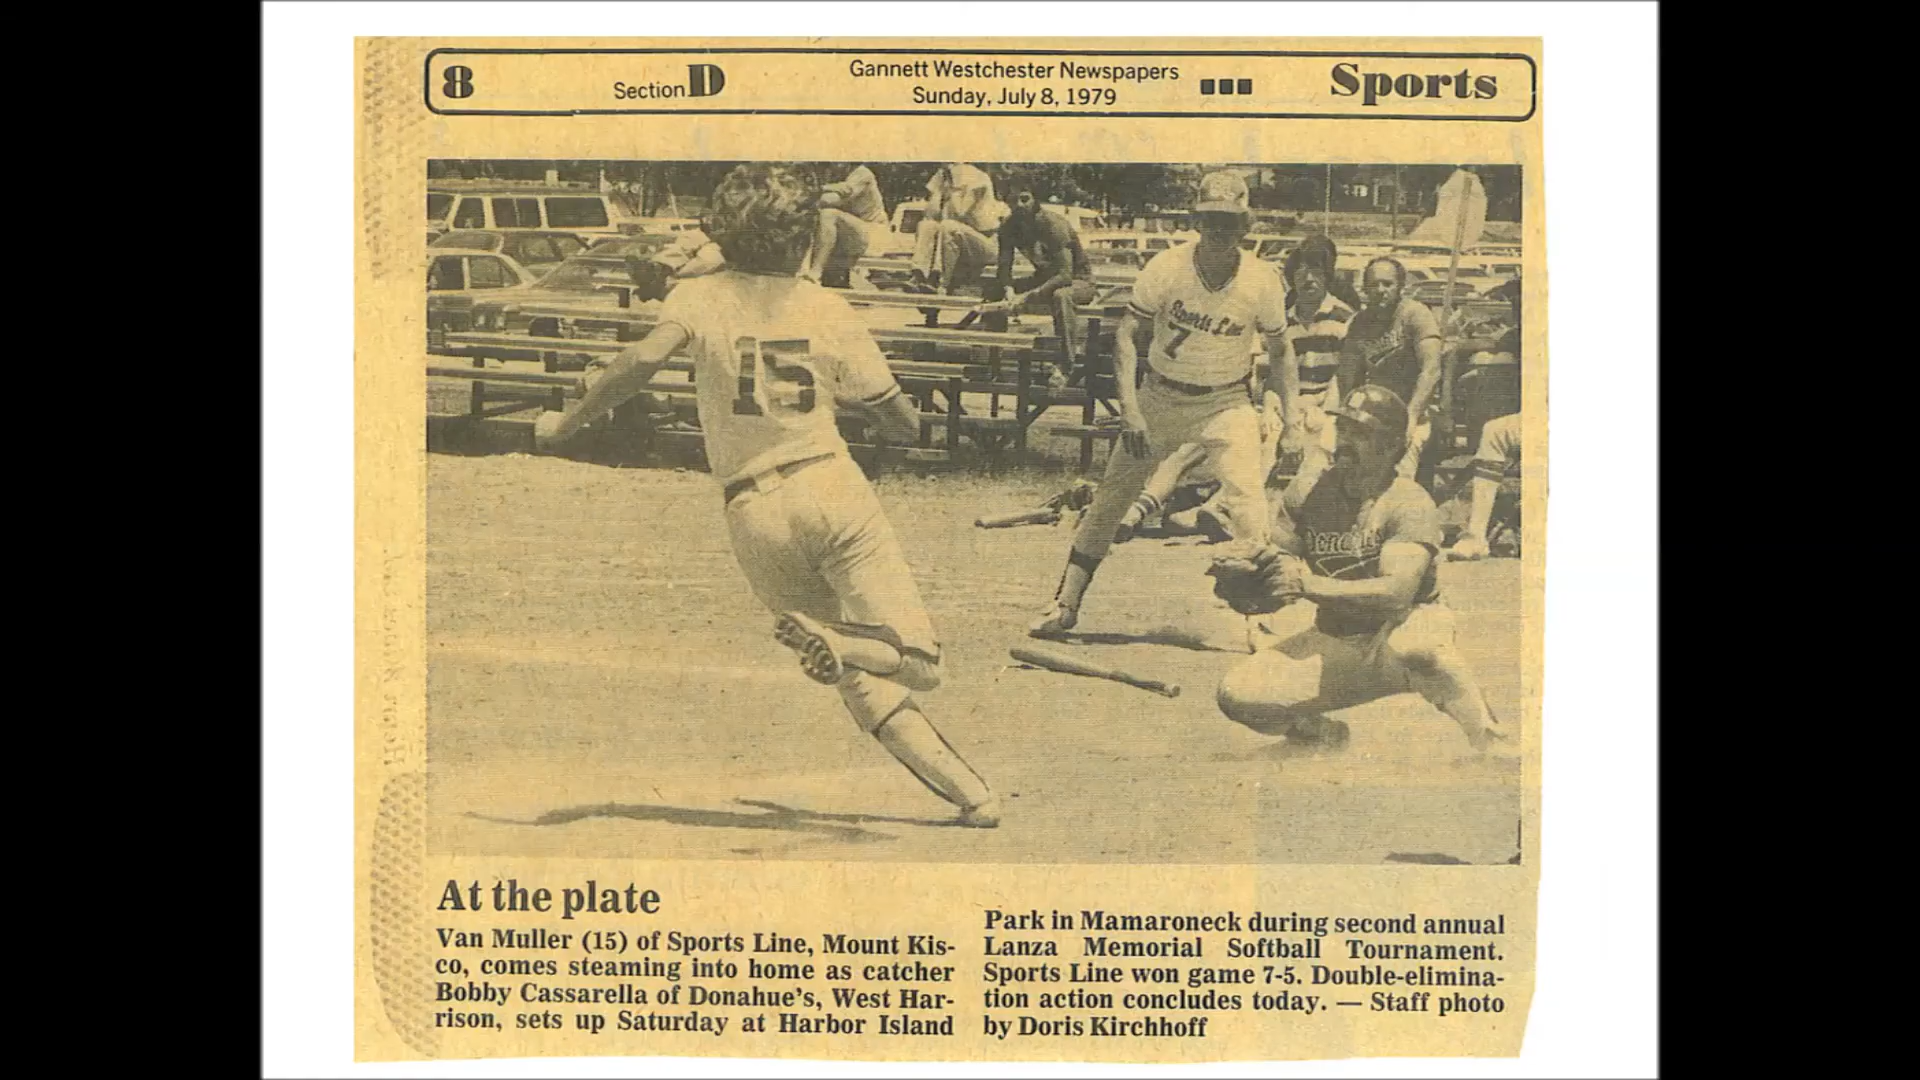 8 Section D Gannett Westchester Newspapers Sports
Sunday, July 8, 1979
15
Sports Line
7
At the plate
Van Muller (15) of Sports Line, Mount Kis-
co, comes steaming into home as catcher
Bobby Cassarella of Donahue's, West Har-
rison, sets up Saturday at Harbor Island
Park in Mamaroneck during second annual
Lanza Memorial Softball Tournament.
Sports Line won game 7-5. Double-elimina-
tion action concludes today. — Staff photo
by Doris Kirchhoff